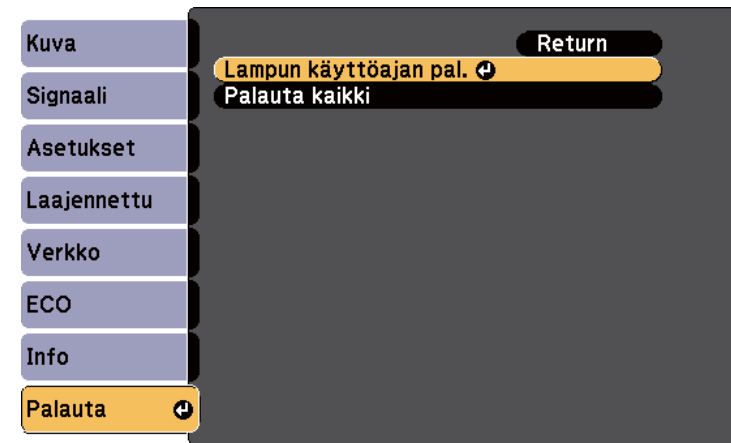 Kuva
Signaali
Asetukset
Laajennettu
Verkko
ECO
Info
Palauta
Return
Lampun käyttöajan pal.
Palauta kaikki